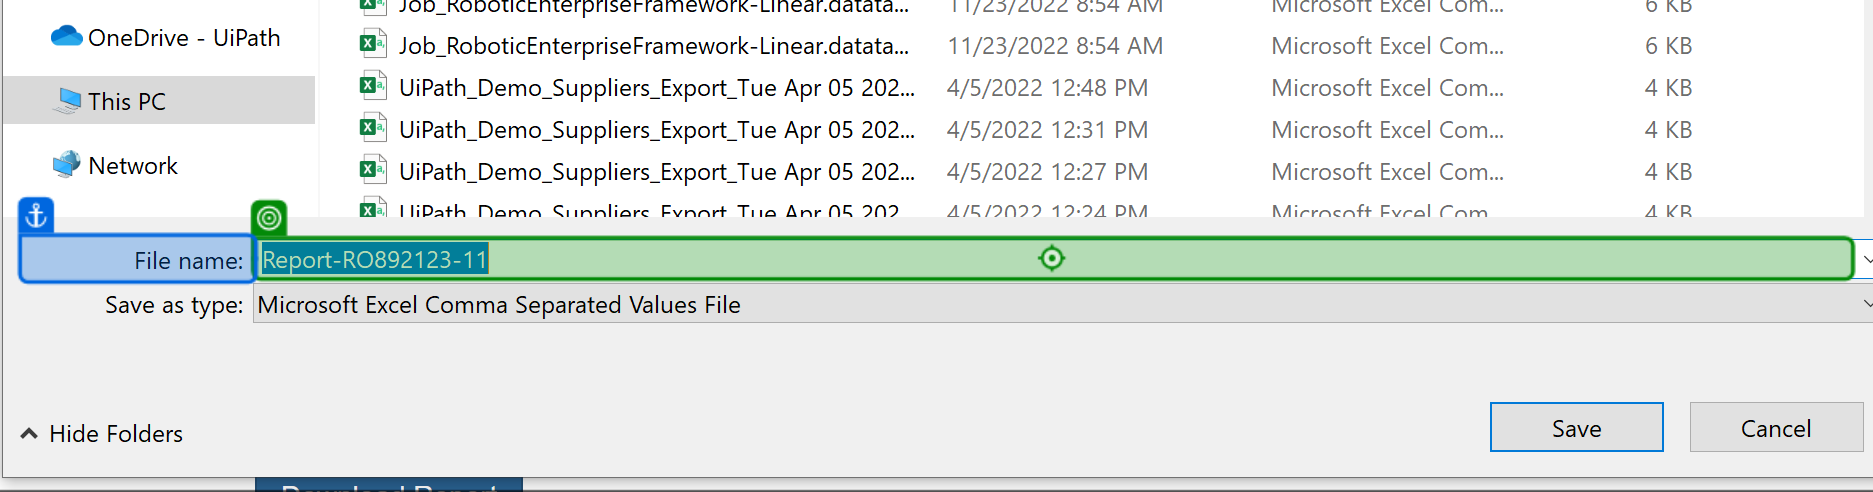 OneDrive - UiPath
This PC
Network
Job_RoboticEnterpriseFramework-Linear.datata... 11/23/2022 8:54 AM Microsoft Excel Com... 6 KB
Job_RoboticEnterpriseFramework-Linear.datata... 11/23/2022 8:54 AM Microsoft Excel Com... 6 KB
UiPath_Demo_Suppliers_Export_Tue Apr 05 202... 4/5/2022 12:48 PM Microsoft Excel Com... 4 KB
UiPath_Demo_Suppliers_Export_Tue Apr 05 202... 4/5/2022 12:31 PM Microsoft Excel Com... 4 KB
UiPath_Demo_Suppliers_Export_Tue Apr 05 202... 4/5/2022 12:27 PM Microsoft Excel Com... 4 KB
UiPath_Demo_Suppliers_Export_Tue Apr 05 202... 4/5/2022 12:24 PM Microsoft Excel Com... 4 KB
File name: Report-RO892123-11
Save as type: Microsoft Excel Comma Separated Values File
Hide Folders
Save
Cancel
Download Report